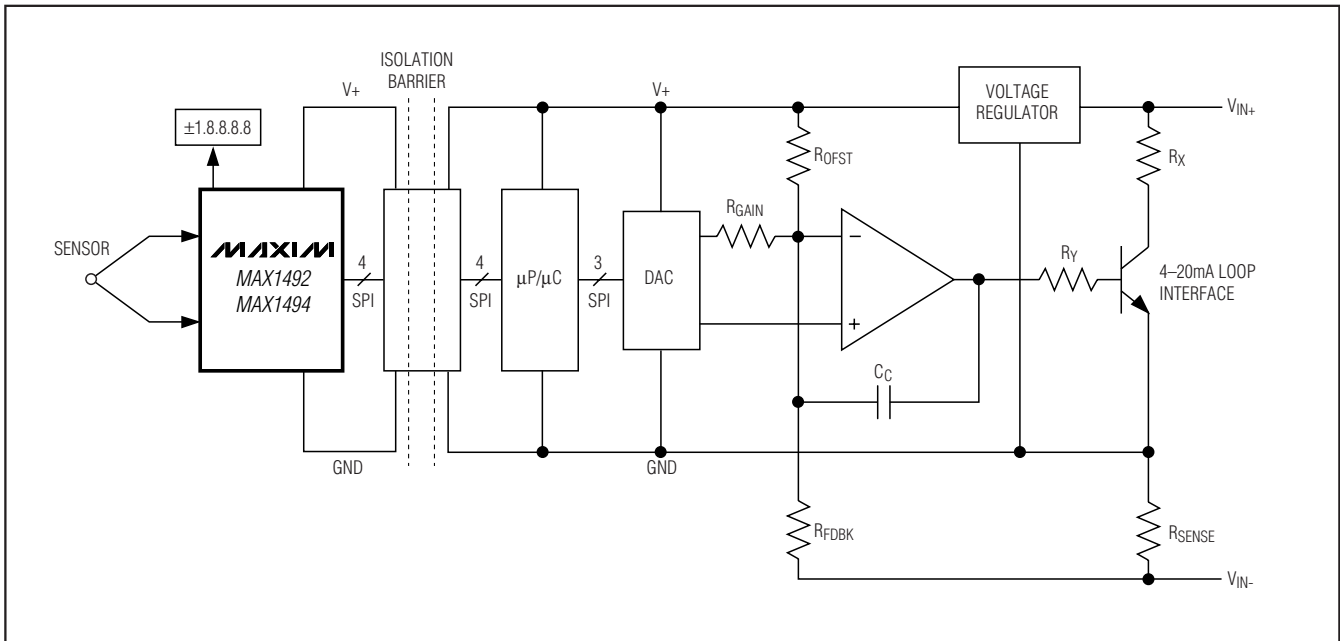 ISOLATION
BARRIER
V+
V+
VOLTAGE
REGULATOR
VIN+
±1.8.8.8.8
ROFST
RX
RGAIN
SENSOR
MAXIM
MAX1492
MAX1494
4
SPI
4
SPI
µP/µC
3
SPI
DAC
−
+
RY
4–20mA LOOP
INTERFACE
CC
GND
GND
RFDBK
RSENSE
VIN-